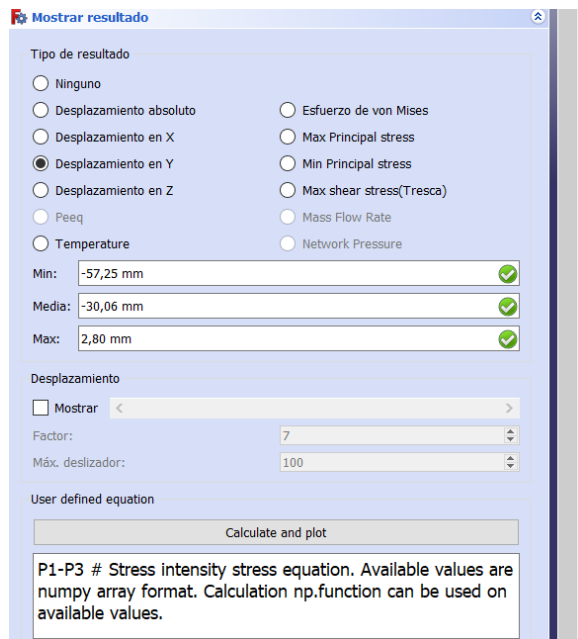 Mostrar resultado
Tipo de resultado
Ninguno
Desplazamiento absoluto
Esfuerzo de von Mises
Desplazamiento en X
Max Principal stress
Desplazamiento en Y
Min Principal stress
Desplazamiento en Z
Max shear stress(Tresca)
Peeq
Mass Flow Rate
Temperature
Network Pressure
Min: -57,25 mm
Media: -30,06 mm
Max: 2,80 mm
Desplazamiento
Mostrar
Factor: 7
Máx. deslizador: 100
User defined equation
Calculate and plot
P1-P3 # Stress intensity stress equation. Available values are
numpy array format. Calculation np.function can be used on
available values.